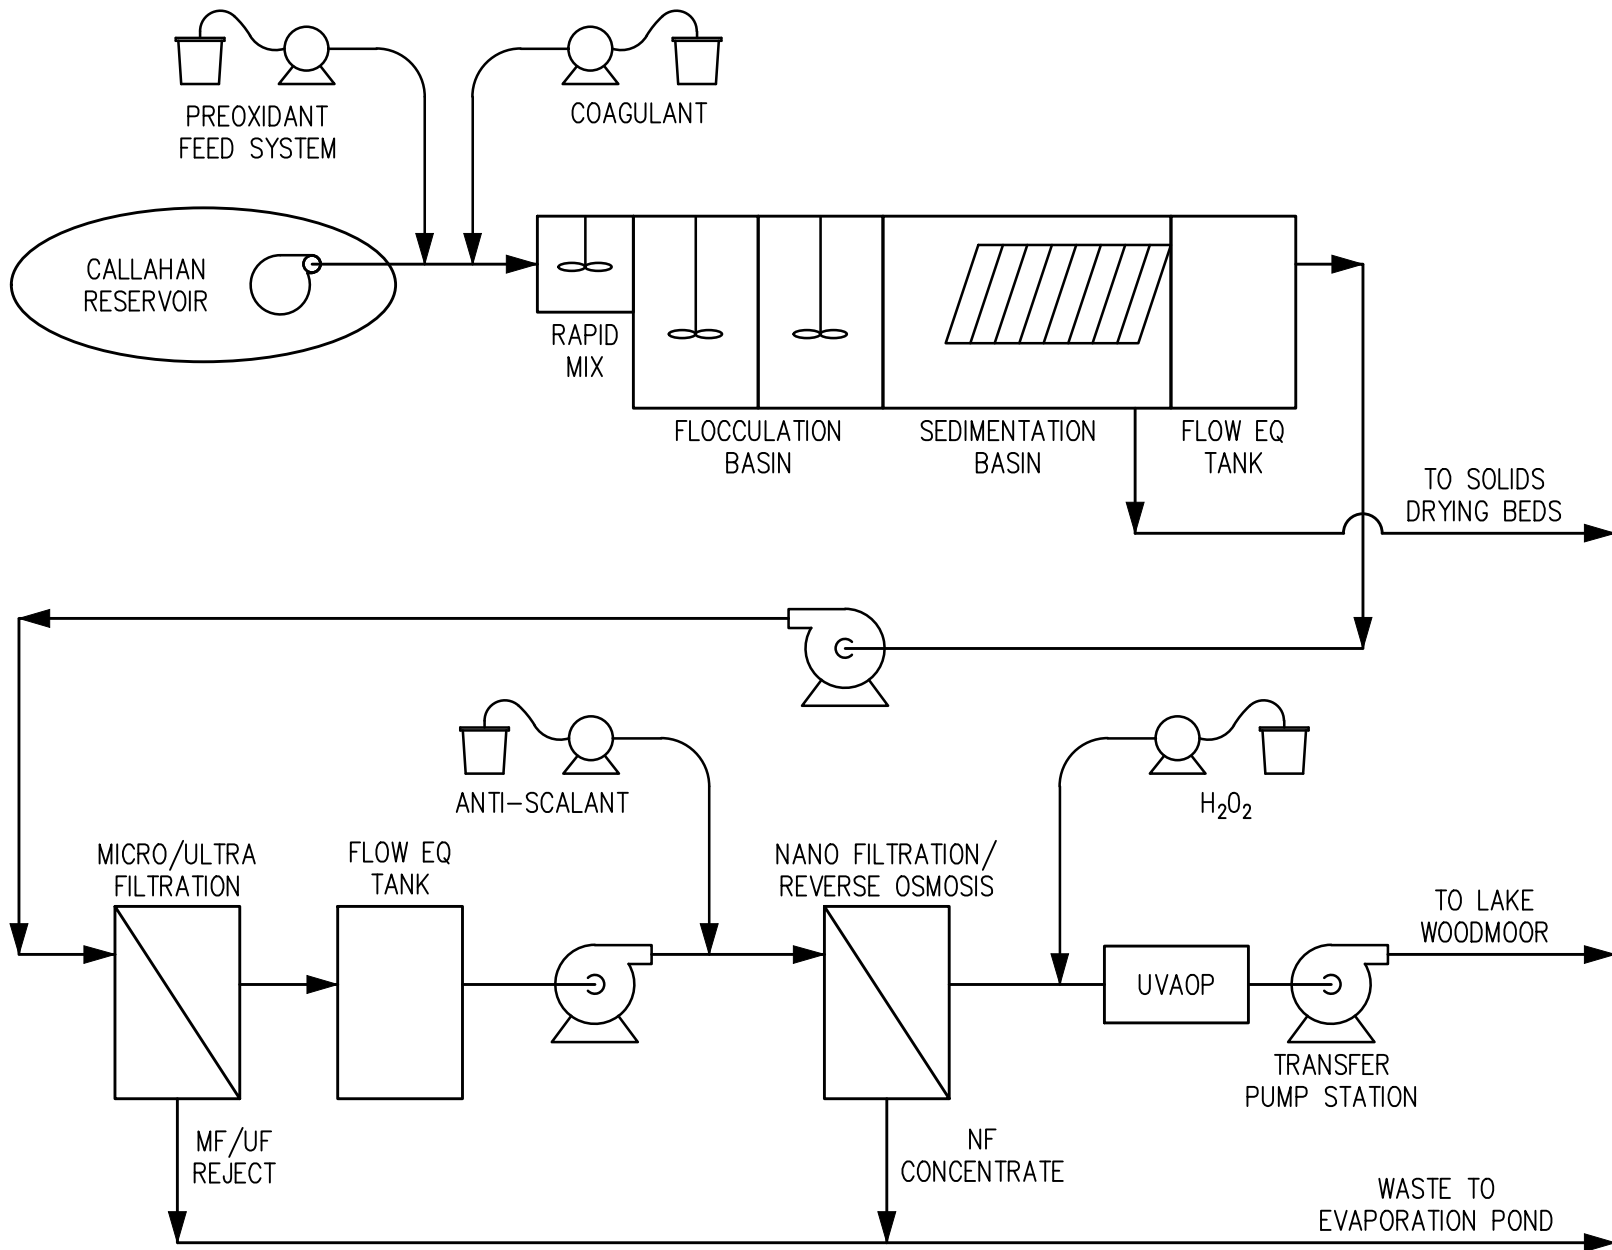 PREOXIDANT
FEED SYSTEM
COAGULANT
CALLAHAN
RESERVOIR
RAPID
MIX
FLOCCULATION
BASIN
SEDIMENTATION
BASIN
FLOW EQ
TANK
TO SOLIDS
DRYING BEDS
ANTI-SCALANT
H₂O₂
MICRO/ULTRA
FILTRATION
FLOW EQ
TANK
NANO FILTRATION/
REVERSE OSMOSIS
UVAOP
TO LAKE
WOODMOOR
TRANSFER
PUMP STATION
MF/UF
REJECT
NF
CONCENTRATE
WASTE TO
EVAPORATION POND